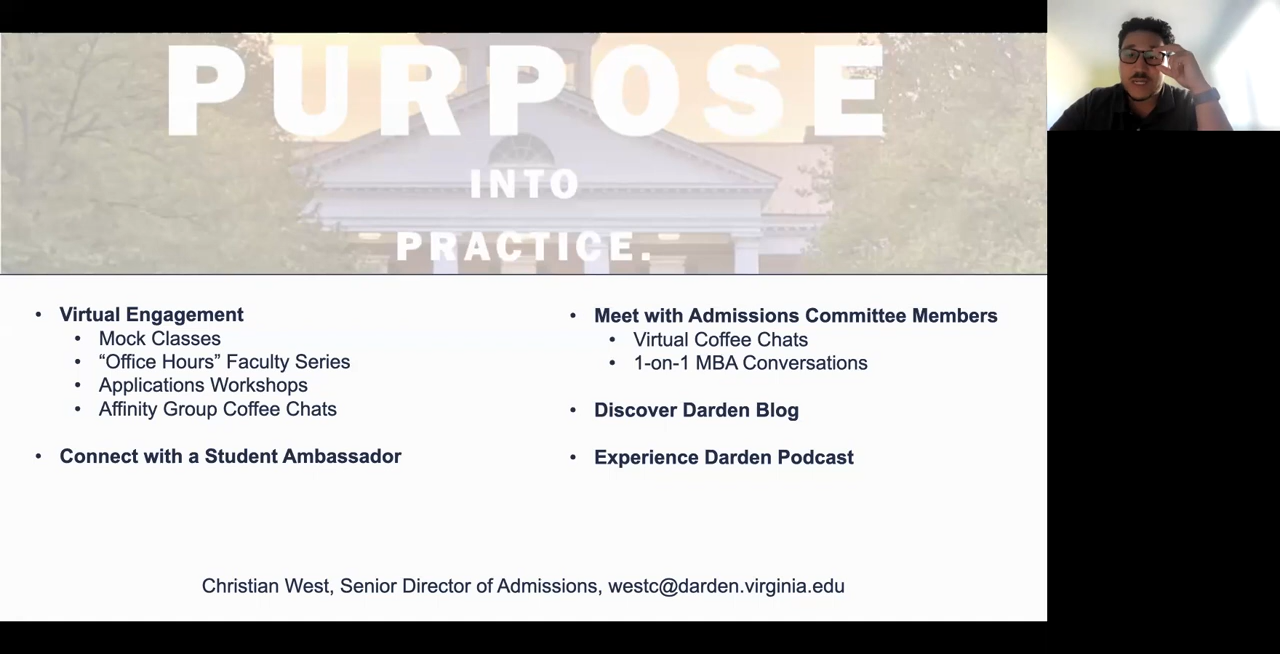 PURPOSE
INTO
PRACTICE.
• Virtual Engagement
• Mock Classes
• “Office Hours” Faculty Series
• Applications Workshops
• Affinity Group Coffee Chats
• Connect with a Student Ambassador
• Meet with Admissions Committee Members
• Virtual Coffee Chats
• 1-on-1 MBA Conversations
• Discover Darden Blog
• Experience Darden Podcast
Christian West, Senior Director of Admissions, westc@darden.virginia.edu